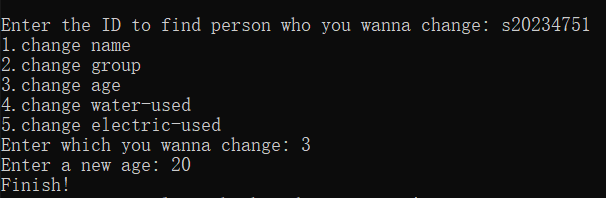 Enter the ID to find person who you wanna change: s20234751
1.change name
2.change group
3.change age
4.change water-used
5.change electric-used
Enter which you wanna change: 3
Enter a new age: 20
Finish!